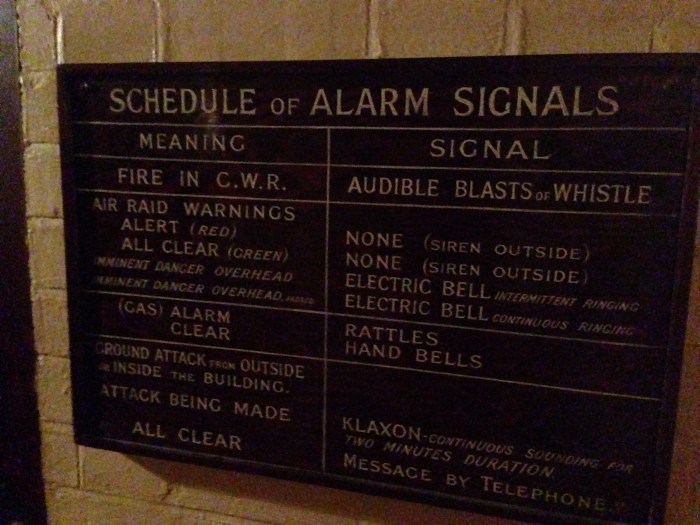 SCHEDULE OF ALARM SIGNALS
MEANING SIGNAL
FIRE IN C.W.R. AUDIBLE BLASTS OF WHISTLE
AIR RAID WARNINGS
ALERT (RED) NONE (SIREN OUTSIDE)
ALL CLEAR (GREEN) NONE (SIREN OUTSIDE)
IMMINENT DANGER OVERHEAD ELECTRIC BELL INTERMITTENT RINGING
IMMINENT DANGER OVERHEAD, PASSED ELECTRIC BELL CONTINUOUS RINGING
(GAS) ALARM RATTLES
CLEAR HAND BELLS
GROUND ATTACK FROM OUTSIDE
OR INSIDE THE BUILDING.
ATTACK BEING MADE KLAXON-CONTINUOUS SOUNDING FOR
TWO MINUTES DURATION.
ALL CLEAR MESSAGE BY TELEPHONE.